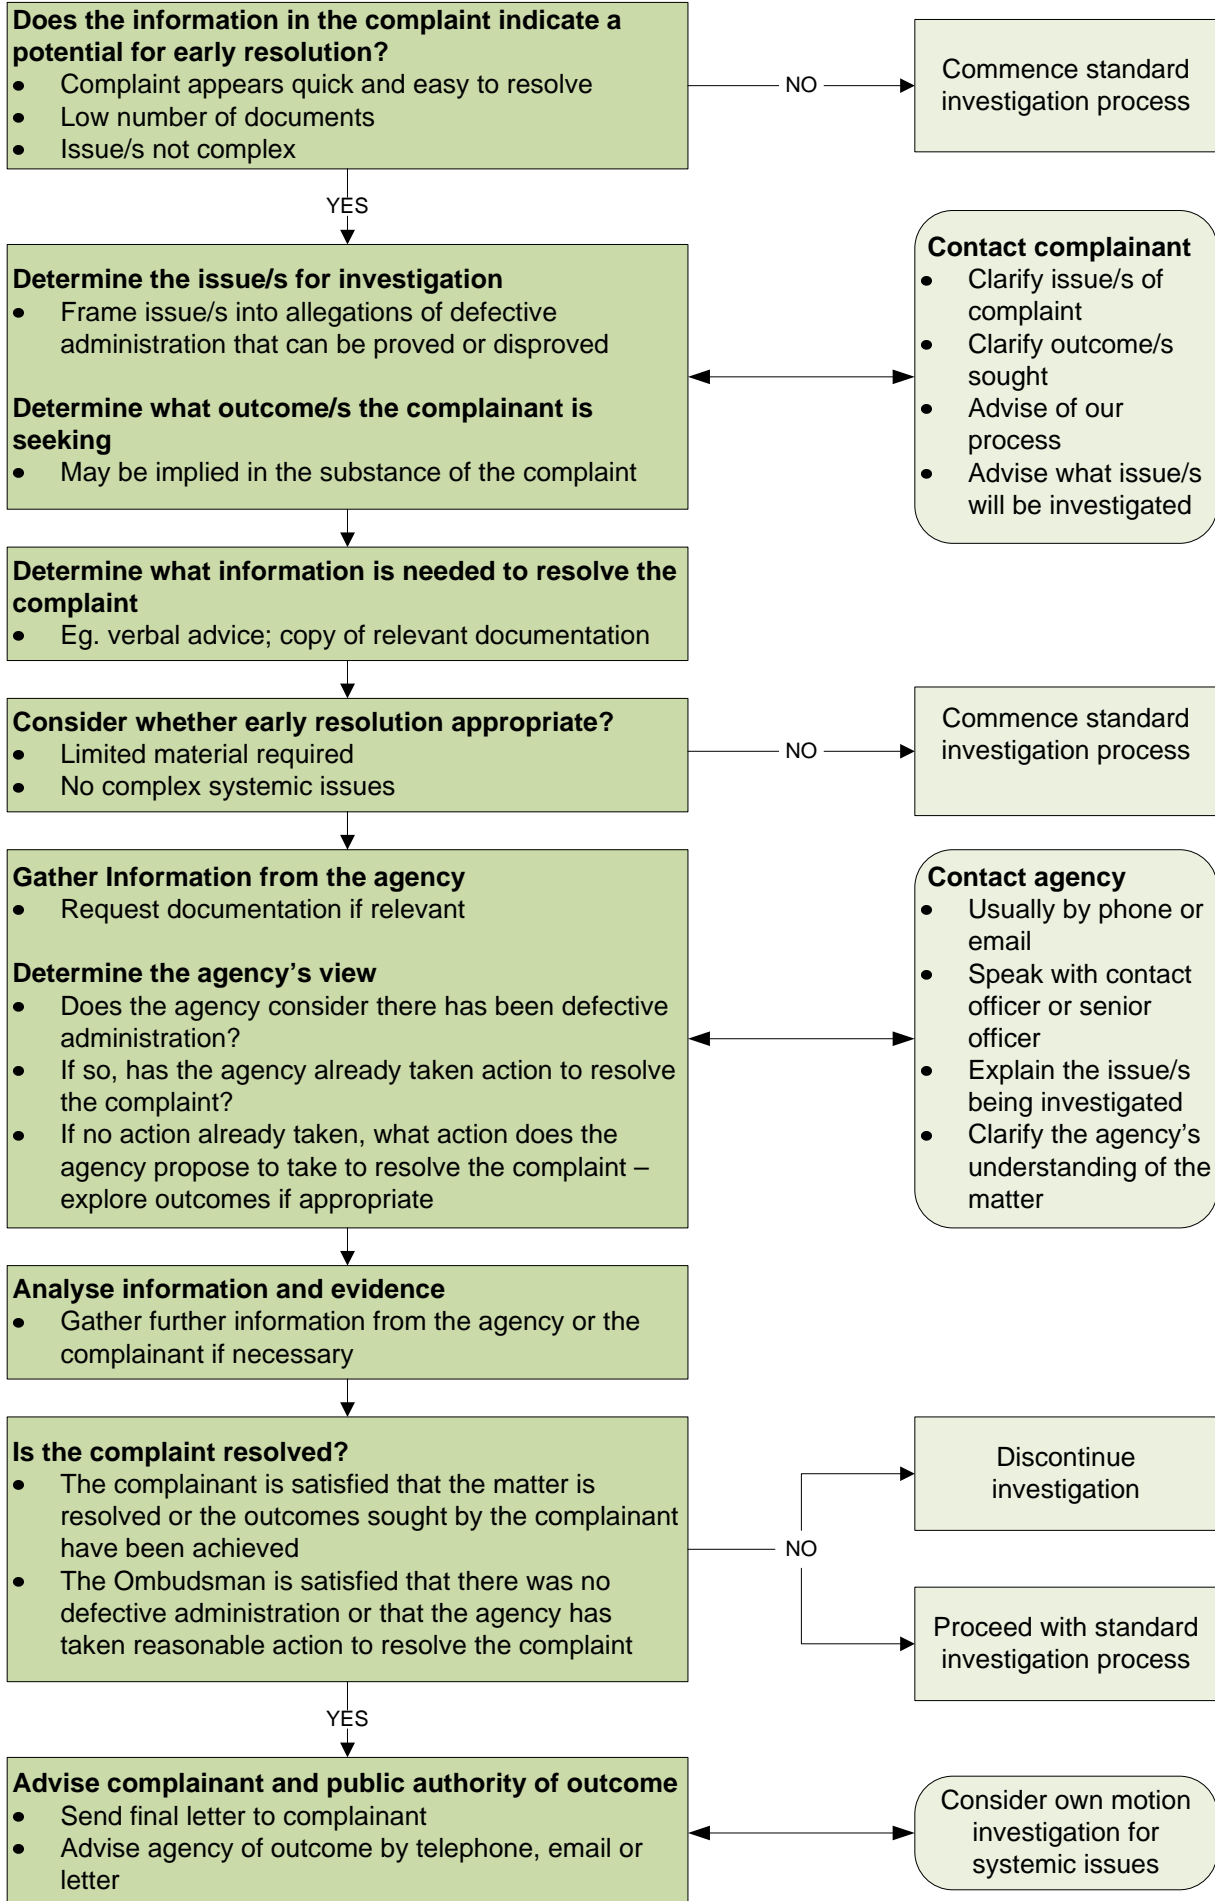 Does the information in the complaint indicate a
potential for early resolution?
• Complaint appears quick and easy to resolve
• Low number of documents
• Issue/s not complex
NO
Commence standard
investigation process
YES
Determine the issue/s for investigation
• Frame issue/s into allegations of defective
administration that can be proved or disproved
Determine what outcome/s the complainant is
seeking
• May be implied in the substance of the complaint
Contact complainant
• Clarify issue/s of
complaint
• Clarify outcome/s
sought
• Advise of our
process
• Advise what issue/s
will be investigated
Determine what information is needed to resolve the
complaint
• Eg. verbal advice; copy of relevant documentation
Consider whether early resolution appropriate?
• Limited material required
• No complex systemic issues
NO
Commence standard
investigation process
Gather Information from the agency
• Request documentation if relevant
Determine the agency’s view
• Does the agency consider there has been defective
administration?
• If so, has the agency already taken action to resolve
the complaint?
• If no action already taken, what action does the
agency propose to take to resolve the complaint –
explore outcomes if appropriate
Contact agency
• Usually by phone or
email
• Speak with contact
officer or senior
officer
• Explain the issue/s
being investigated
• Clarify the agency’s
understanding of the
matter
Analyse information and evidence
• Gather further information from the agency or the
complainant if necessary
Is the complaint resolved?
• The complainant is satisfied that the matter is
resolved or the outcomes sought by the complainant
have been achieved
• The Ombudsman is satisfied that there was no
defective administration or that the agency has
taken reasonable action to resolve the complaint
NO
Discontinue
investigation
Proceed with standard
investigation process
YES
Advise complainant and public authority of outcome
• Send final letter to complainant
• Advise agency of outcome by telephone, email or
letter
Consider own motion
investigation for
systemic issues